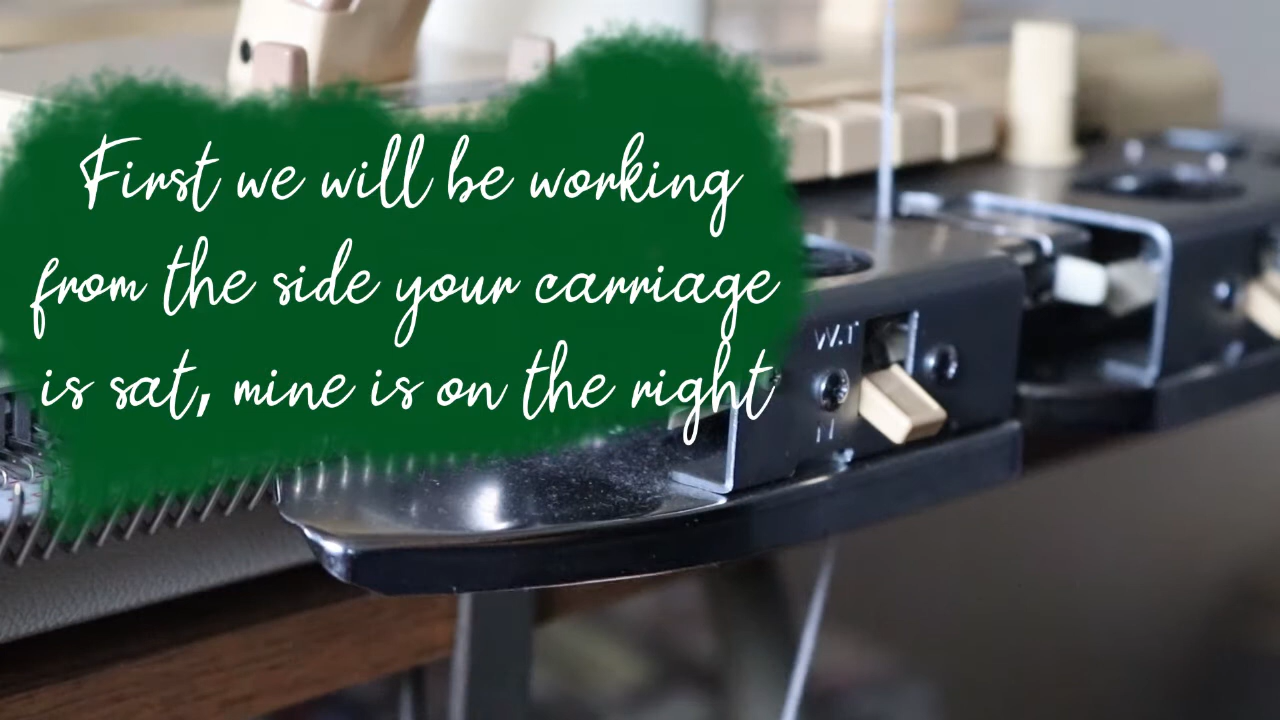 First we will be working
from the side your carriage
is sat, mine is on the right
W.T